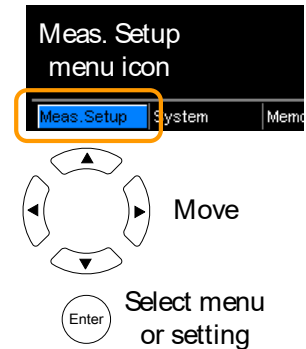 Meas. Setup
menu icon
Meas.Setup System Memo
Move
Enter
Select menu
or setting